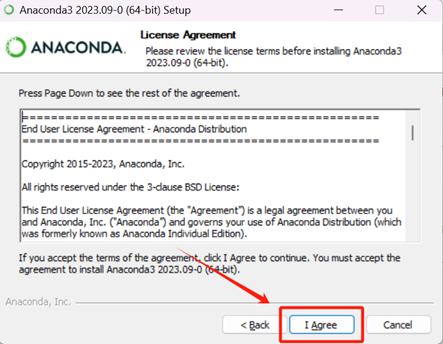 Anaconda3 2023.09-0 (64-bit) Setup
ANACONDA.
License Agreement
Please review the license terms before installing Anaconda3
2023.09-0 (64-bit).
Press Page Down to see the rest of the agreement.
==================================================
End User License Agreement - Anaconda Distribution
==================================================
Copyright 2015-2023, Anaconda, Inc.
All rights reserved under the 3-clause BSD License:
This End User License Agreement (the "Agreement") is a legal agreement between you
and Anaconda, Inc. ("Anaconda") and governs your use of Anaconda Distribution (which
was formerly known as Anaconda Individual Edition).
If you accept the terms of the agreement, click I Agree to continue. You must accept the
agreement to install Anaconda3 2023.09-0 (64-bit).
Anaconda, Inc.
< Back
I Agree
Cancel